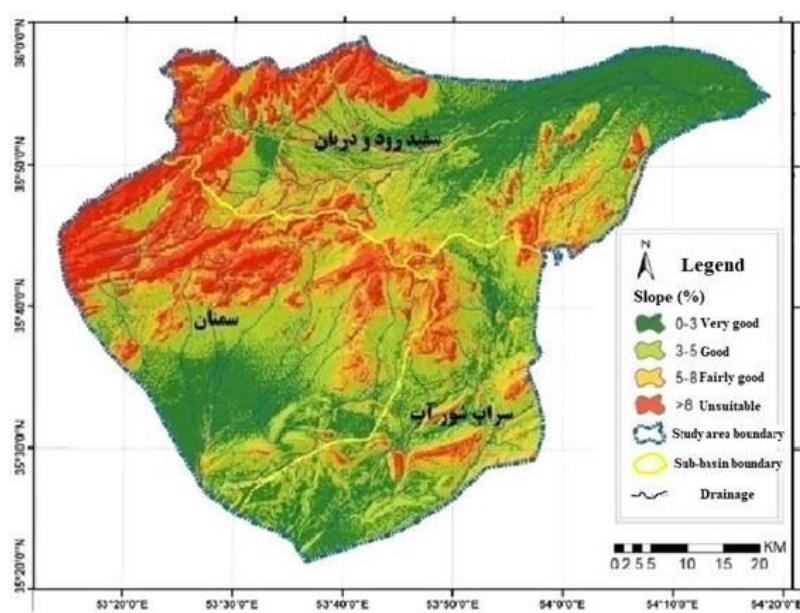 36°0'0"N
35°50'0"N
35°40'0"N
35°30'0"N
35°20'0"N
سفید رود و دربان
سمنان
سراب شور آب
N
Legend
Slope (%)
0-3 Very good
3-5 Good
5-8 Fairly good
>8 Unsuitable
Study area boundary
Sub-basin boundary
Drainage
KM
0 2.5 5 10 15 20
53°20'0"E
53°30'0"E
53°40'0"E
53°50'0"E
54°0'0"E
54°10'0"E
54°20'0"E